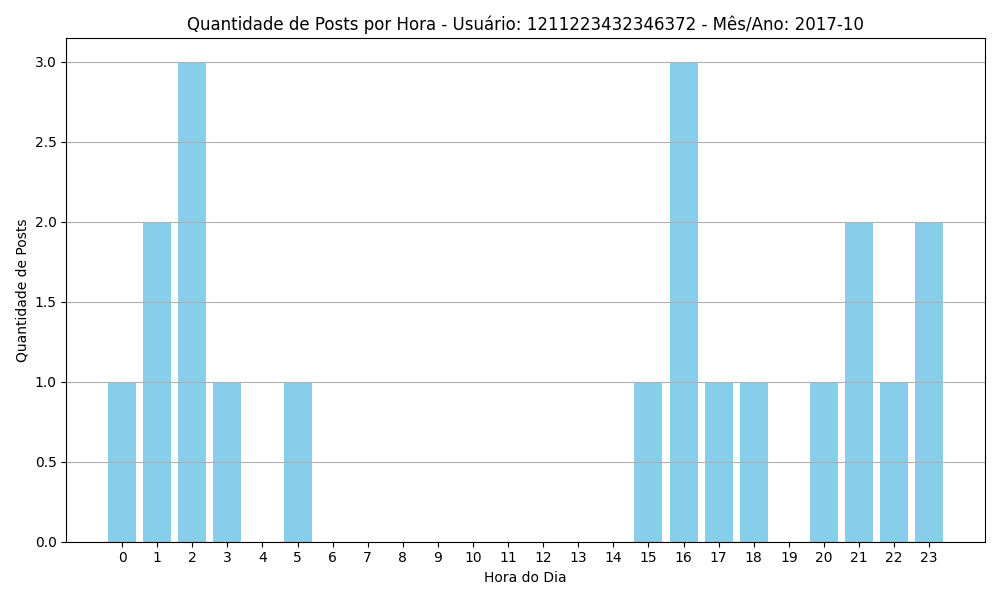 Quantidade de Posts por Hora - Usuário: 1211223432346372 - Mês/Ano: 2017-10
Quantidade de Posts
3.0
2.5
2.0
1.5
1.0
0.5
0.0
0 1 2 3 4 5 6 7 8 9 10 11 12 13 14 15 16 17 18 19 20 21 22 23
Hora do Dia